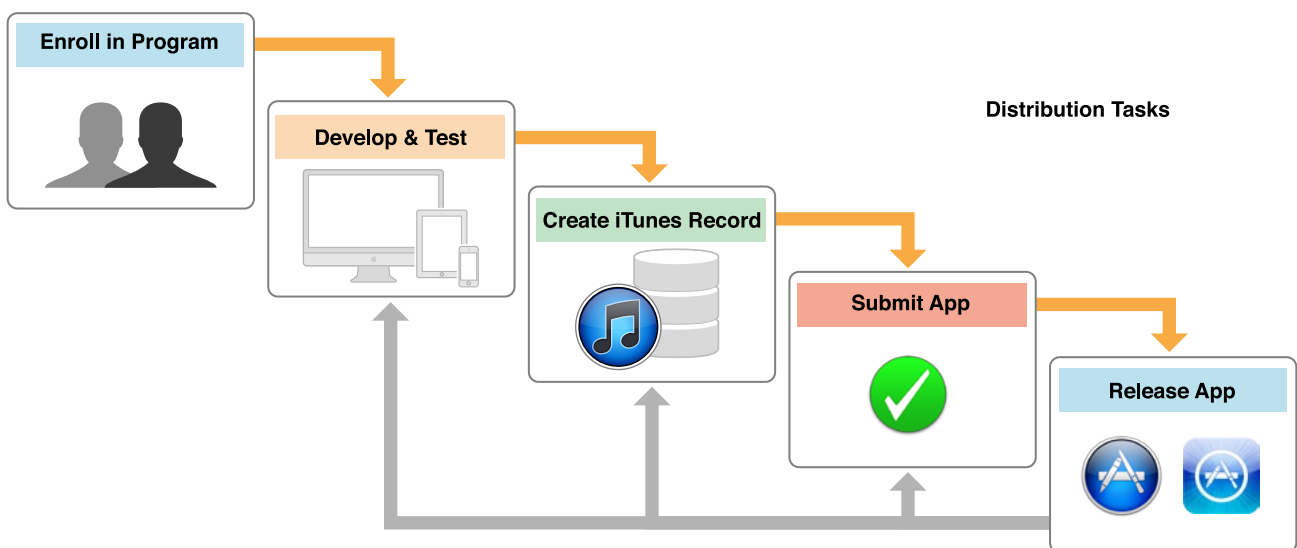 Enroll in Program
Distribution Tasks
Develop & Test
Create iTunes Record
Submit App
Release App